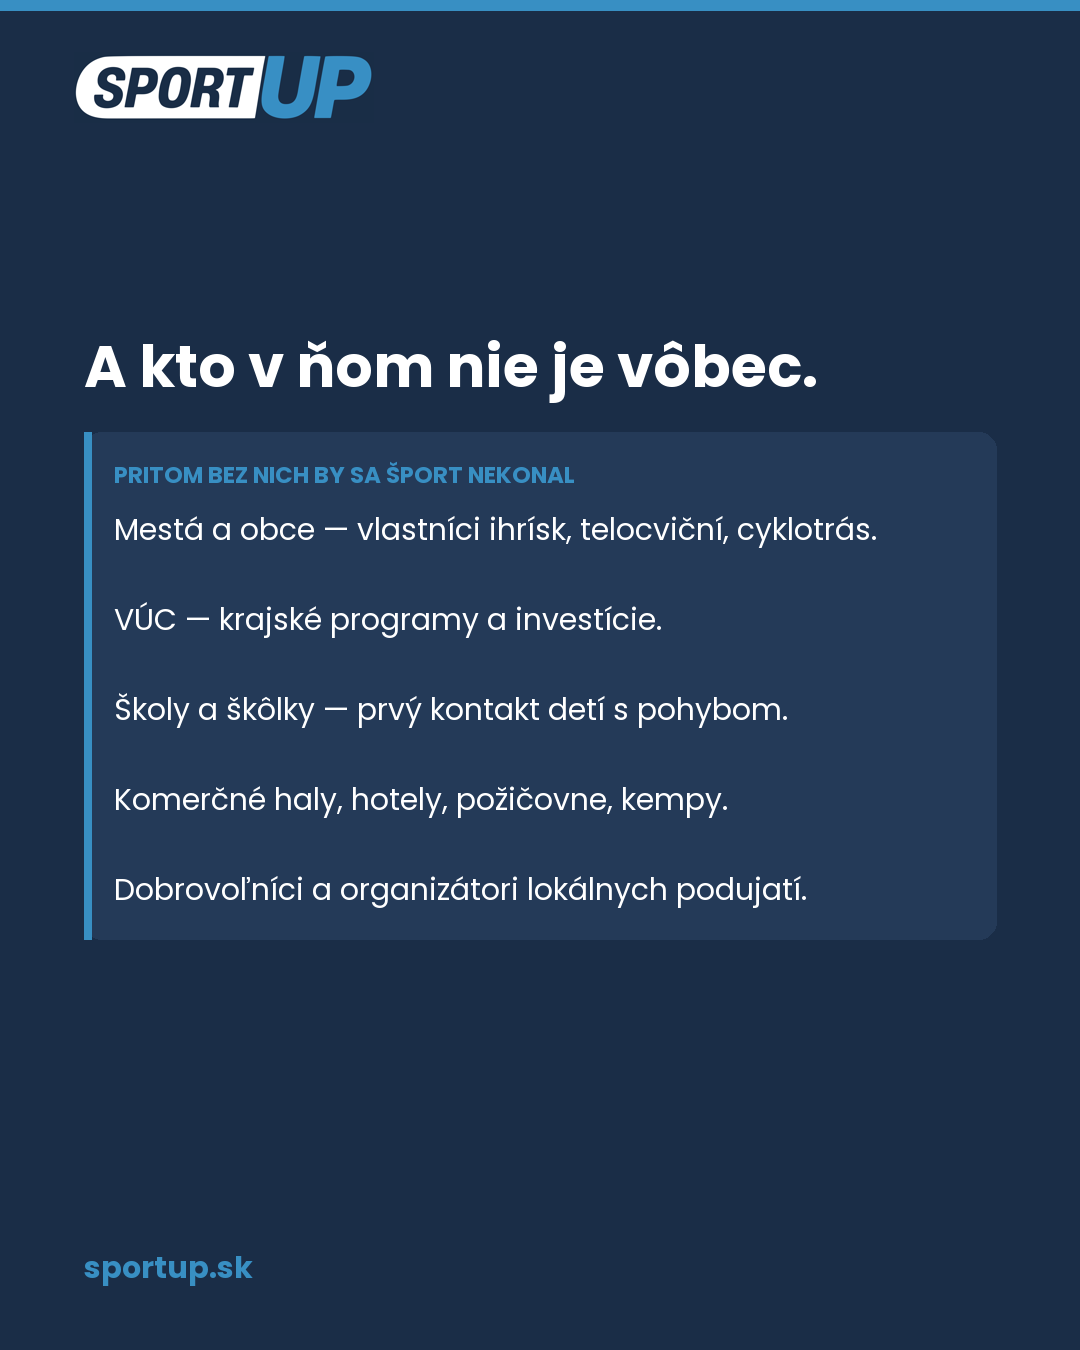 SPORTUP
A kto v ňom nie je vôbec.
PRITOM BEZ NICH BY SA ŠPORT NEKONAL
Mestá a obce — vlastníci ihrísk, telocviční, cyklotrás.
VÚC — krajské programy a investície.
Školy a škôlky — prvý kontakt detí s pohybom.
Komerčné haly, hotely, požičovne, kempy.
Dobrovoľníci a organizátori lokálnych podujatí.
sportup.sk